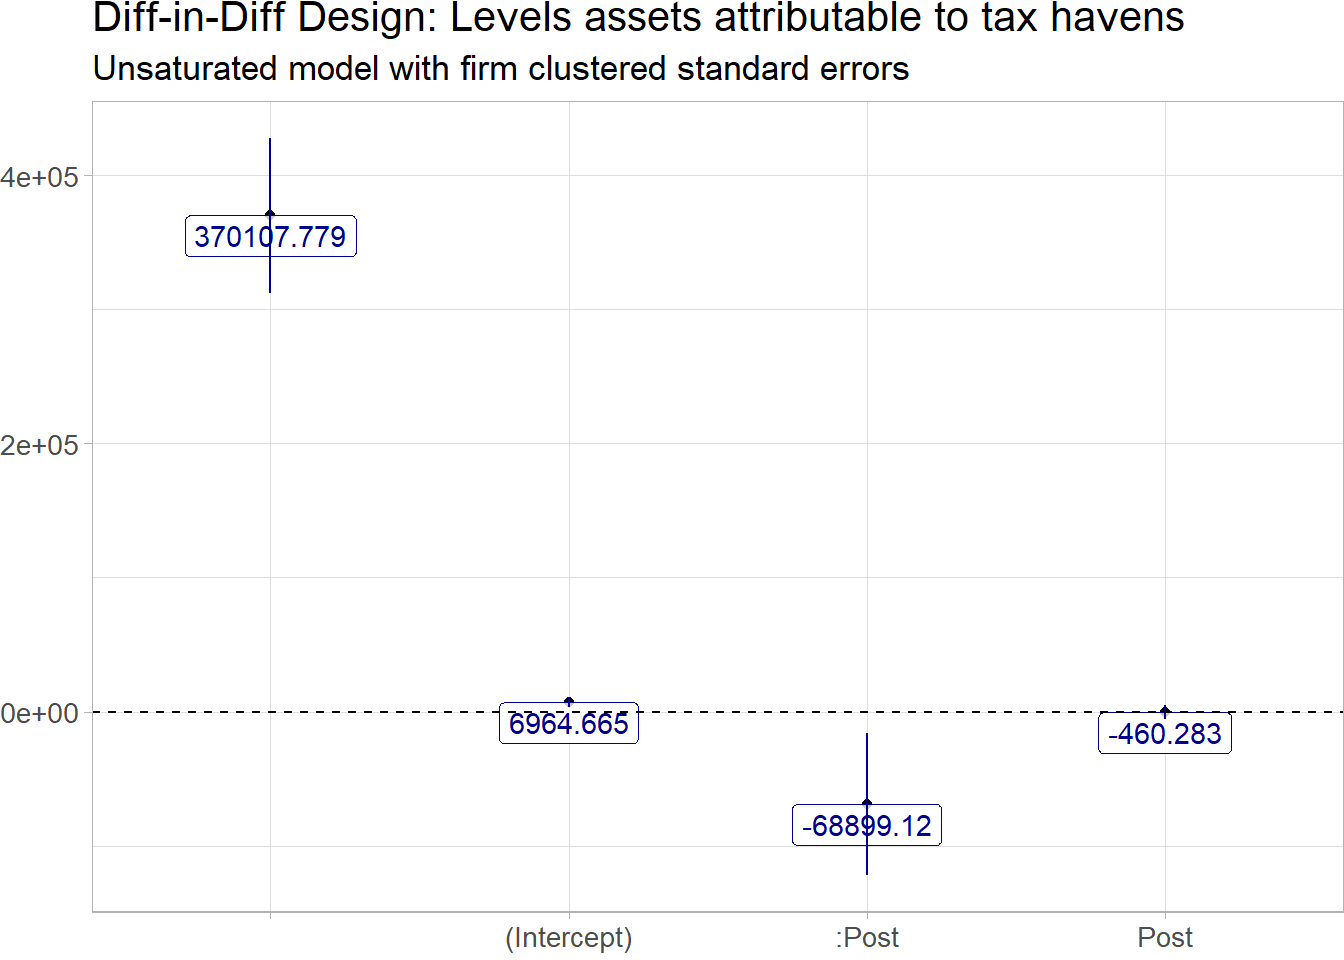 Diff-in-Diff Design: Levels assets attributable to tax havens
Unsaturated model with firm clustered standard errors
4e+05
370107.779
2e+05
0e+00
6964.665
-460.283
-68899.12
(Intercept)
:Post
Post